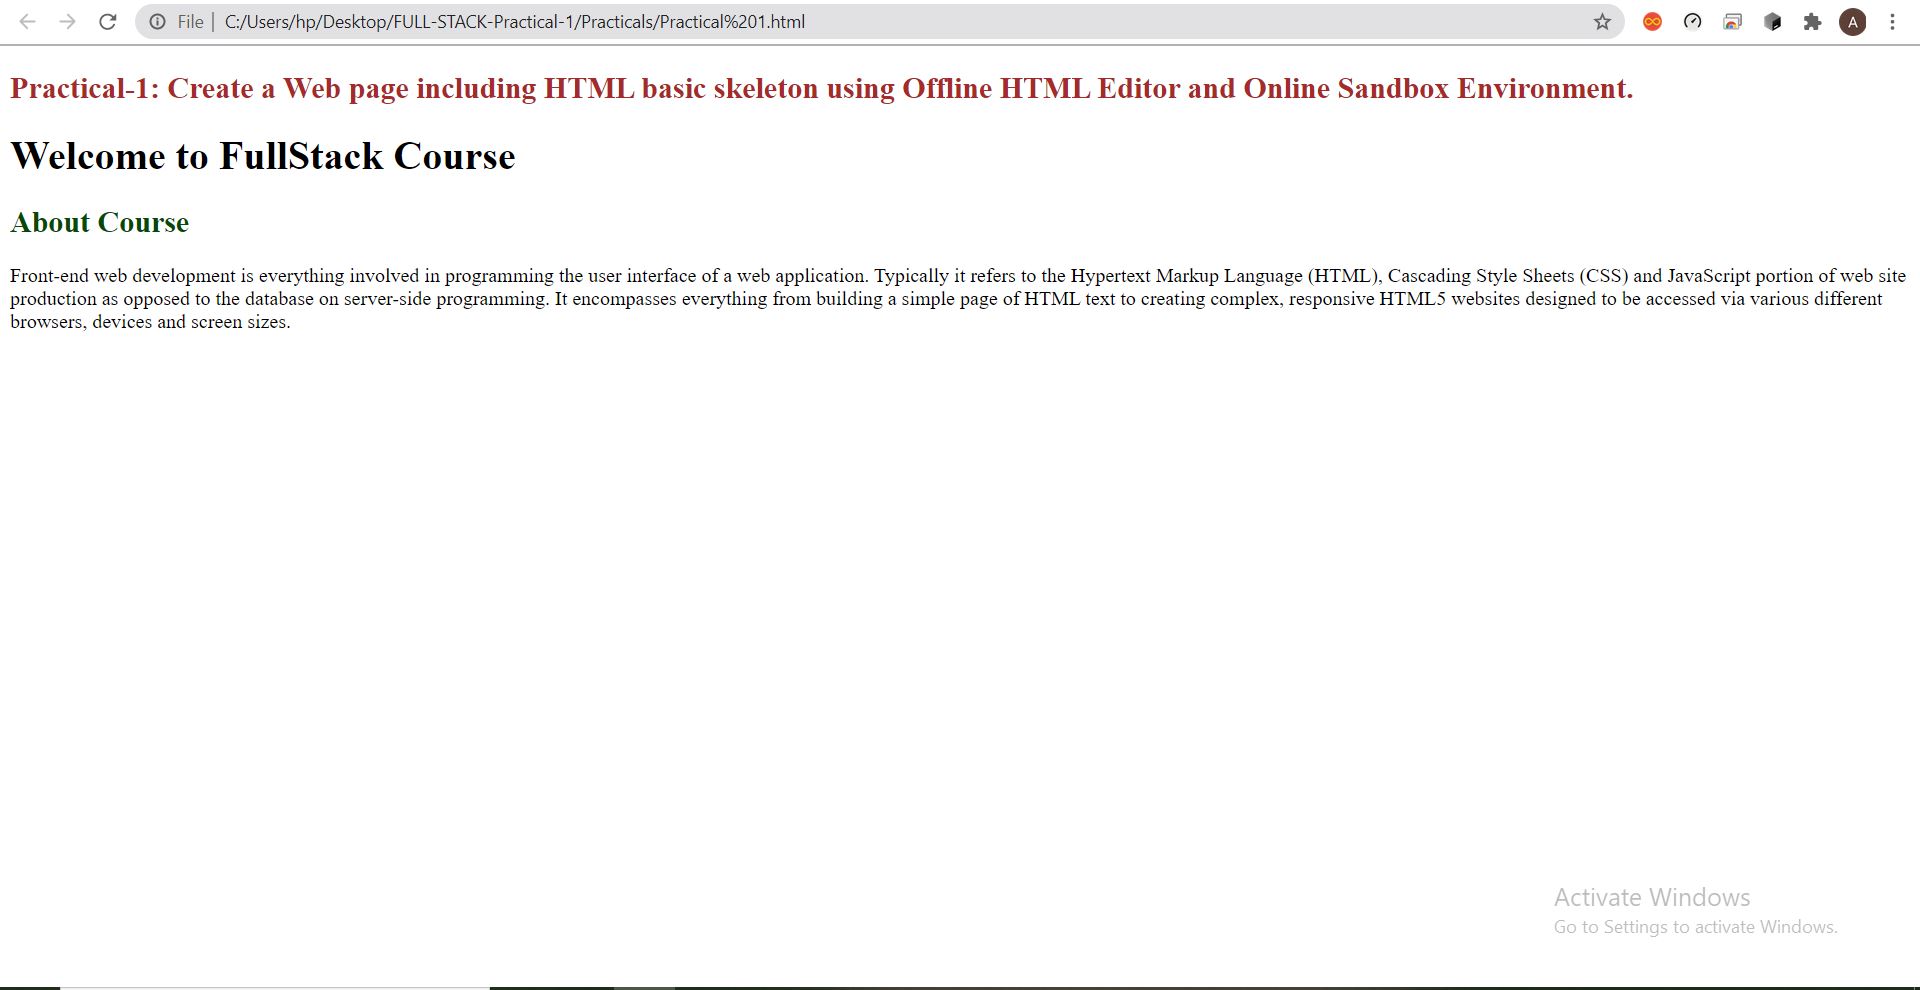 File | C:/Users/hp/Desktop/FULL-STACK-Practical-1/Practicals/Practical%201.html
A
Practical-1: Create a Web page including HTML basic skeleton using Offline HTML Editor and Online Sandbox Environment.
Welcome to FullStack Course
About Course
Front-end web development is everything involved in programming the user interface of a web application. Typically it refers to the Hypertext Markup Language (HTML), Cascading Style Sheets (CSS) and JavaScript portion of web site
production as opposed to the database on server-side programming. It encompasses everything from building a simple page of HTML text to creating complex, responsive HTML5 websites designed to be accessed via various different
browsers, devices and screen sizes.
Activate Windows
Go to Settings to activate Windows.